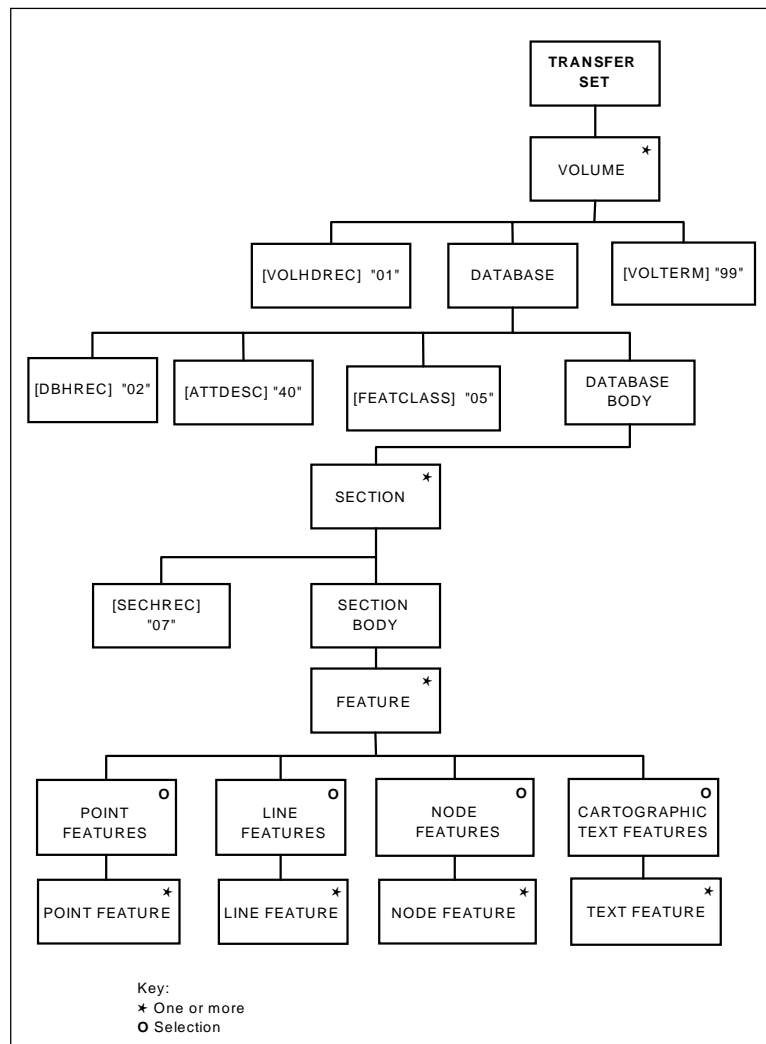 TRANSFER
SET
★
VOLUME
[VOLHDREC] "01"
DATABASE
[VOLTERM] "99"
[DBHREC] "02"
[ATTDESC] "40"
[FEATCLASS] "05"
DATABASE
BODY
★
SECTION
[SECHREC]
"07"
SECTION
BODY
★
FEATURE
O
POINT
FEATURES
O
LINE
FEATURES
O
NODE
FEATURES
O
CARTOGRAPHIC
TEXT FEATURES
★
POINT FEATURE
★
LINE FEATURE
★
NODE FEATURE
★
TEXT FEATURE
Key:
★ One or more
O Selection